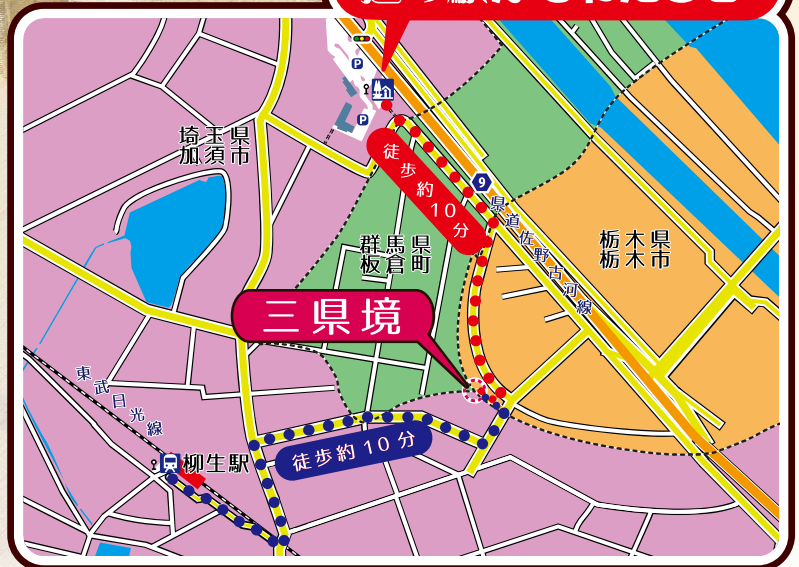 P
P
埼玉県
加須市
徒歩約10分
9
県道佐野古河線
群馬県
板倉町
栃木県
栃木市
三県境
東武日光線
柳生駅
徒歩約10分